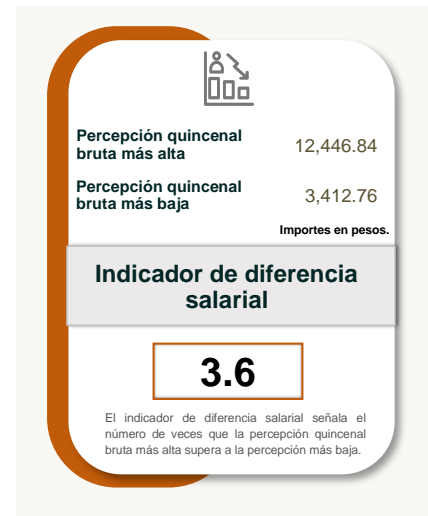 Percepción quincenal
bruta más alta
12,446.84
Percepción quincenal
bruta más baja
3,412.76
Importes en pesos.
Indicador de diferencia
salarial
3.6
El indicador de diferencia salarial señala el
número de veces que la percepción quincenal
bruta más alta supera a la percepción más baja.